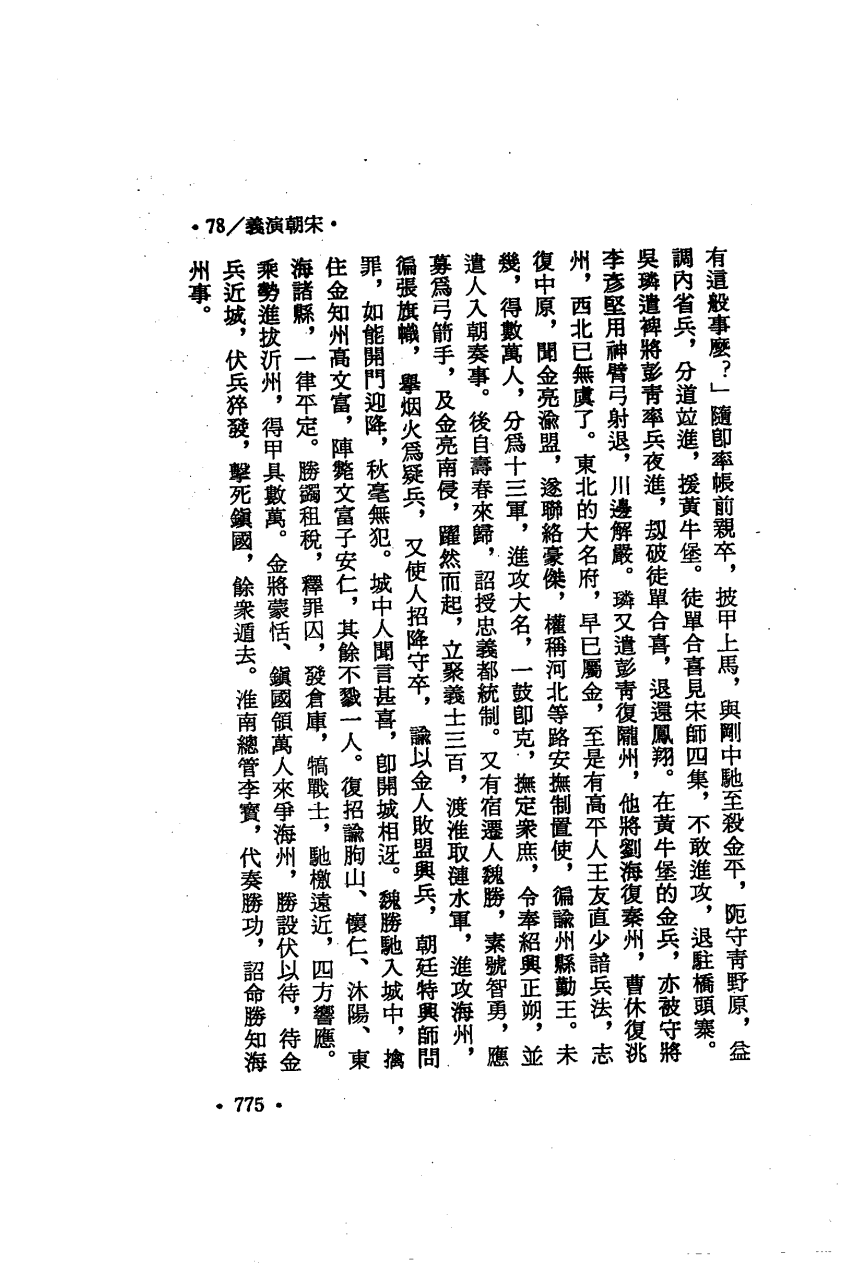 •78/義演朝宋•
有這般事麼?」隨卽率帳前親卒,披甲上馬,與剛中馳至殺金平,阨守靑野原,益
調內省兵,分道竝進,援黃牛堡。徒單合喜見宋師四集,不敢進攻,退駐橋頭寨。
吳璘遣裨將彭靑率兵夜進,刼破徒單合喜,退還鳳翔。在黃牛堡的金兵,亦被守將
李彥堅用神臂弓射退,川邊解嚴。璘又遣彭靑復隴州,他將劉海復秦州,曹休復洮
州,西北已無虞了。東北的大名府,早已屬金,至是有高平人王友直少諳兵法,志
復中原,聞金亮渝盟,遂聯絡豪傑,權稱河北等路安撫制置使,徧諭州縣勤王。未
幾,得數萬人,分爲十三軍,進攻大名,一鼓卽克,撫定衆庶,令奉紹興正朔,並
遣人入朝奏事。後自壽春來歸,詔授忠義都統制。又有宿遷人魏勝,素號智勇,應
募爲弓箭手,及金亮南侵,躍然而起,立聚義士三百,渡淮取漣水軍,進攻海州,
徧張旗幟,擧烟火爲疑兵,又使人招降守卒,諭以金人敗盟興兵,朝廷特興師問
罪,如能開門迎降,秋毫無犯。城中人聞言甚喜,卽開城相迓。魏勝馳入城中,擒
住金知州高文富,陣斃文富子安仁,其餘不戮一人。復招諭朐山、懷仁、沐陽、東
海諸縣,一律平定。勝蠲租稅,釋罪囚,發倉庫,犒戰士,馳檄遠近,四方響應。
乘勢進拔沂州,得甲具數萬。金將蒙恬、鎭國領萬人來爭海州,勝設伏以待,待金
兵近城,伏兵猝發,擊死鎭國,餘衆遁去。淮南總管李寶,代奏勝功,詔命勝知海
州事。
•775•